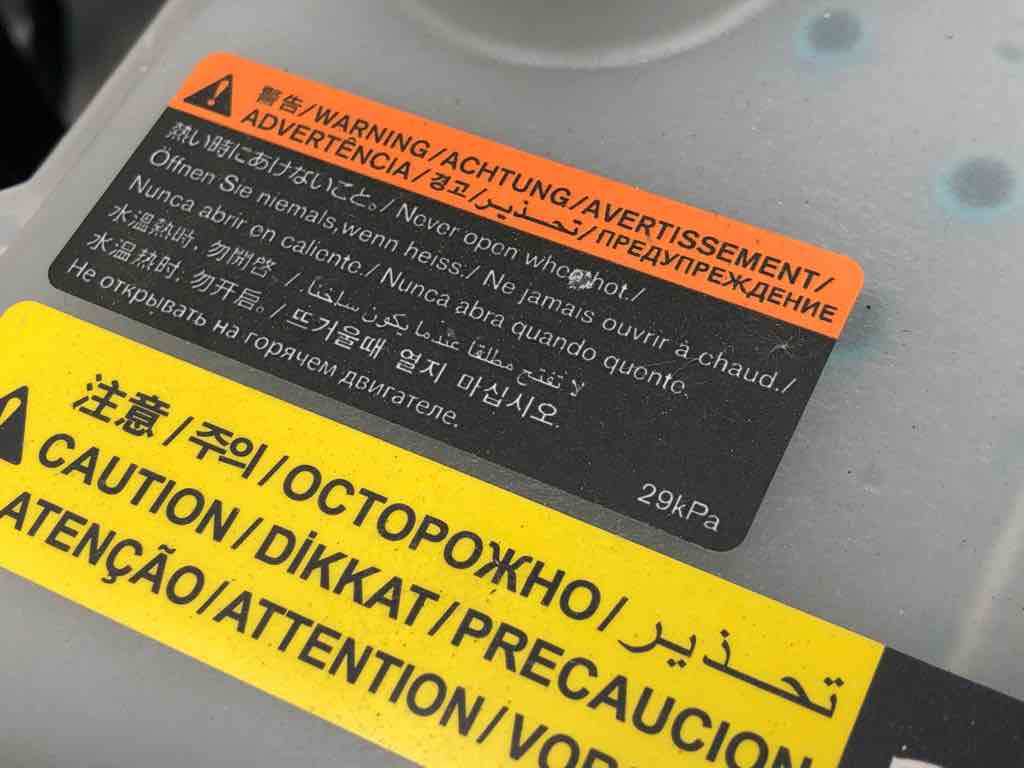 警告/WARNING/ACHTUNG/AVERTISSEMENT/
ADVERTÊNCIA/경고/تحـــذيـر/ПРЕДУПРЕЖДЕНИЕ
熱い時にあけないこと。/Never open when hot./
Öffnen Sie niemals,wenn heiss./Ne jamais ouvrir à chaud./
Nunca abrir en caliente./Nunca abra quando quente.
水溫熱時﹐勿開啓﹒/لا تفتح مطلقا عندما يكون ساخنا
水温热时﹐勿开启。/뜨거울때 열지 마십시오.
Не открывать на горячем двигателе.
29kPa
注意/주의/ОСТОРОЖНО/تحـــذيـر
CAUTION/DİKKAT/PRECAUCION
ATENÇÃO/ATTENTION/